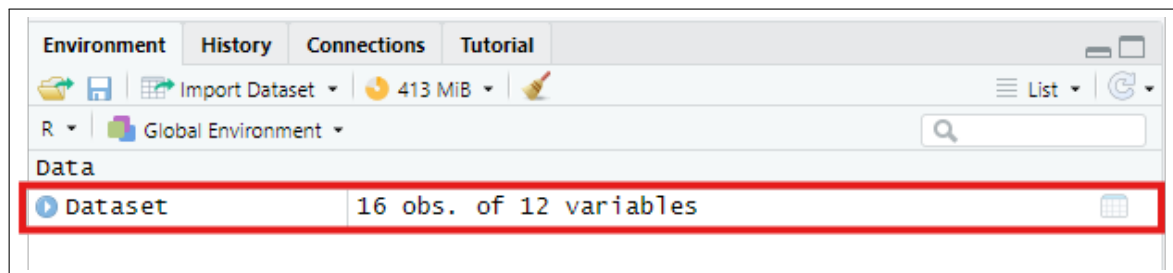 Environment History Connections Tutorial
Import Dataset 413 MiB List
R Global Environment
Data
Dataset 16 obs. of 12 variables